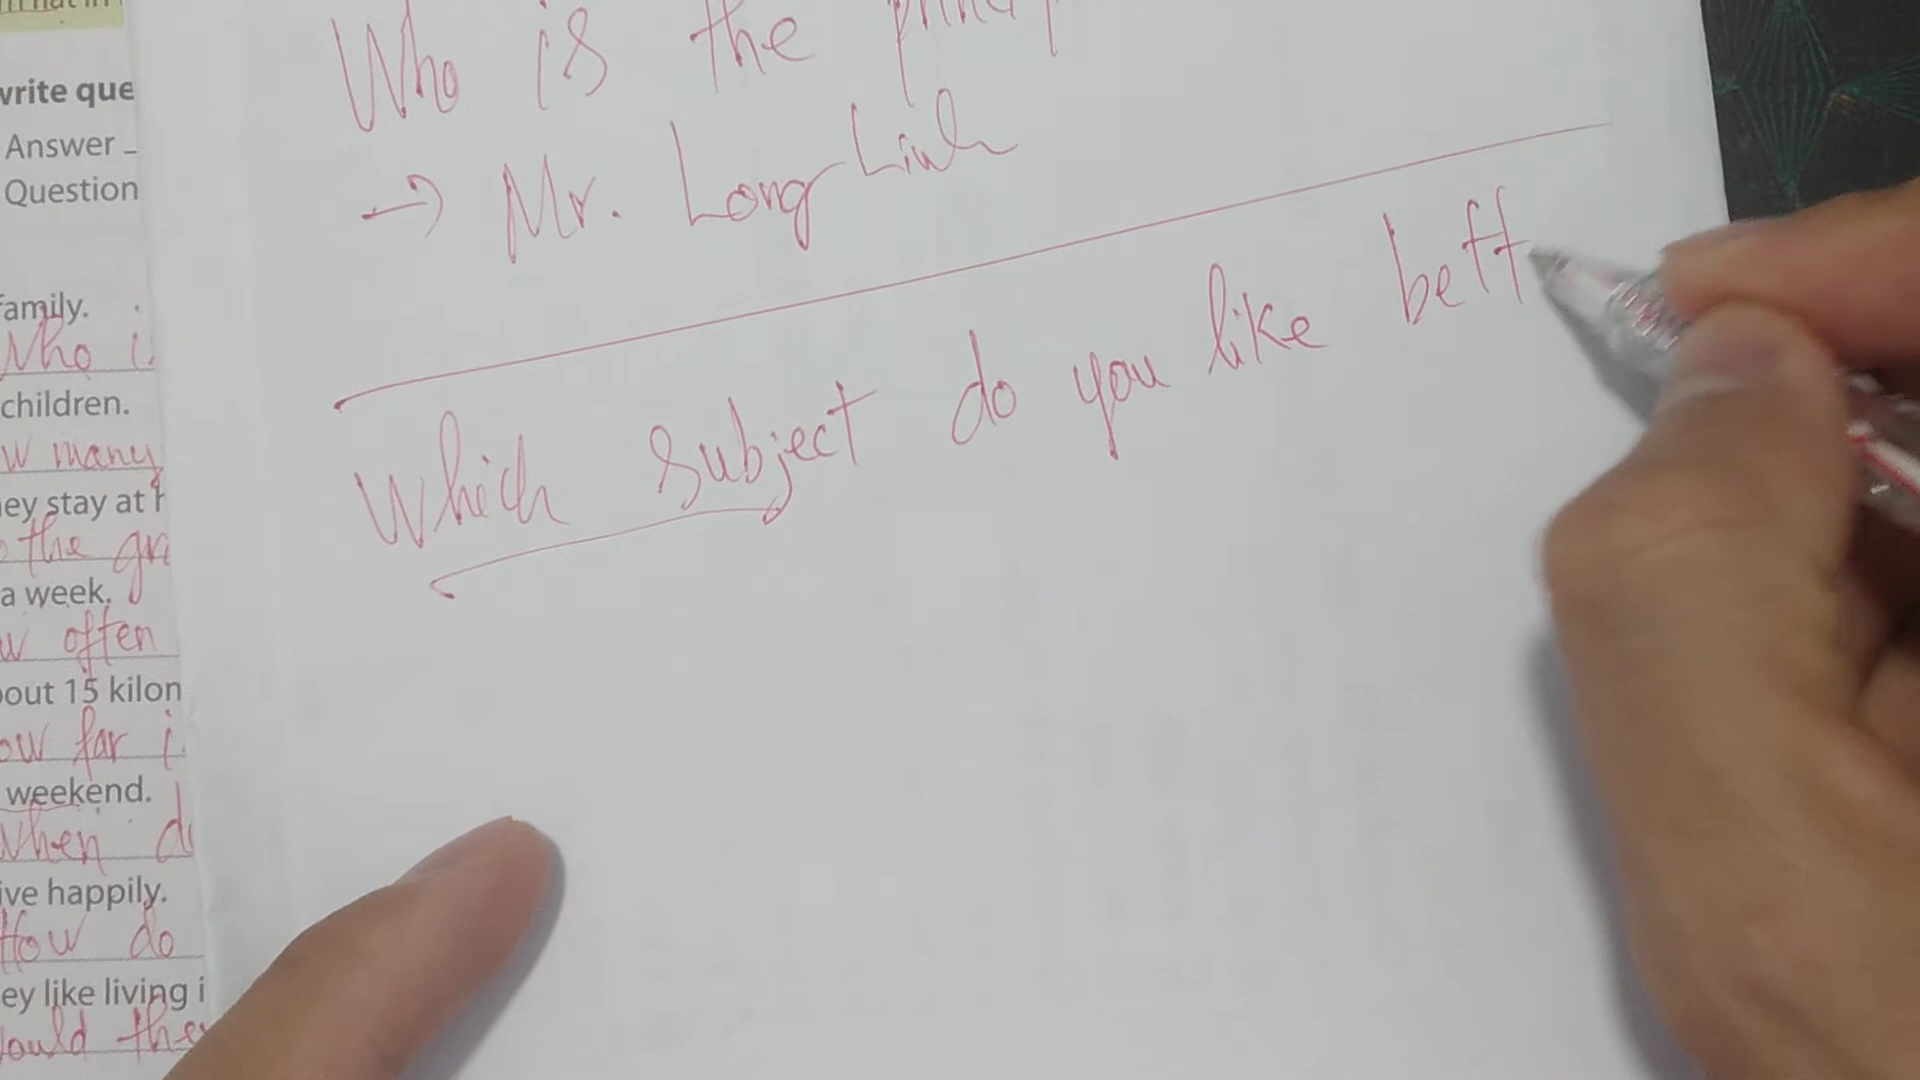 write que
Answer
Question
family.
Who i
children.
w many
ey stay at h
the gr
a week.
w often
out 15 kilon
ow far i
weekend.
When d
ive happily.
How do
ey like living i
ould the
Who is the princip
→ Mr. Long Linh
Which subject do you like bett